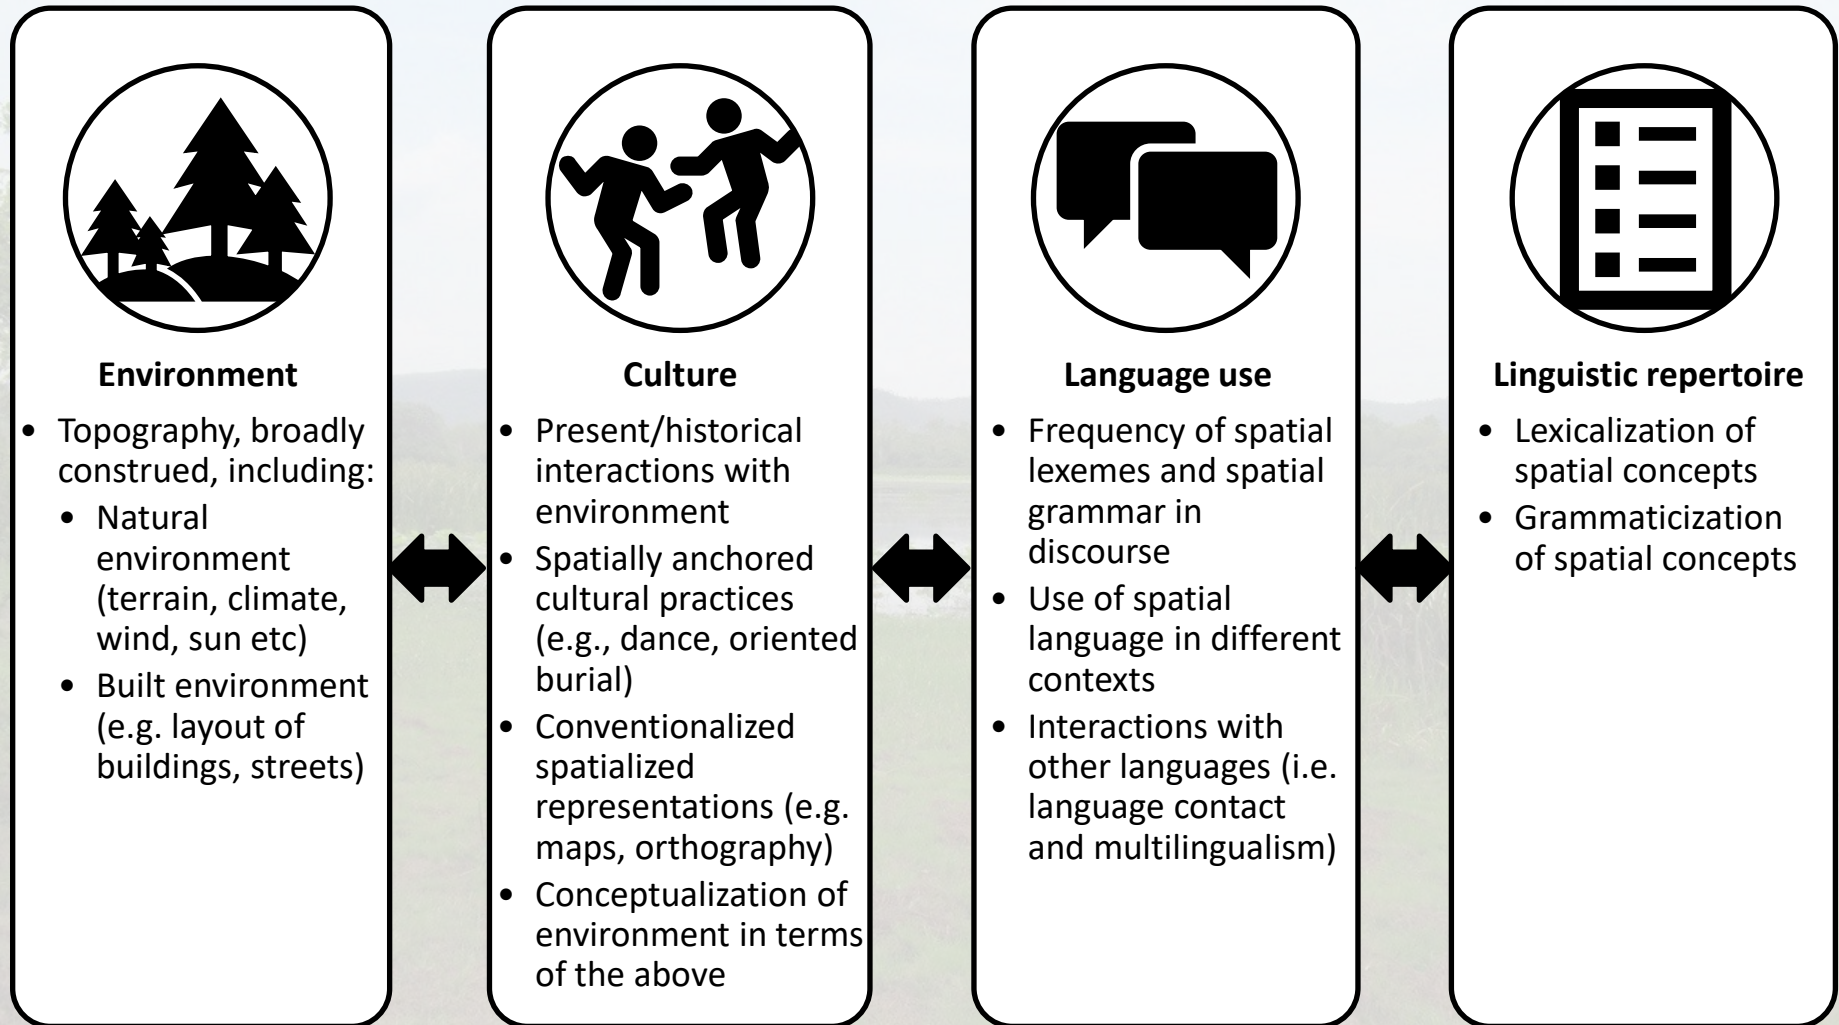 Environment
• Topography, broadly
construed, including:
• Natural
environment
(terrain, climate,
wind, sun etc)
• Built environment
(e.g. layout of
buildings, streets)
Culture
• Present/historical
interactions with
environment
• Spatially anchored
cultural practices
(e.g., dance, oriented
burial)
• Conventionalized
spatialized
representations (e.g.
maps, orthography)
• Conceptualization of
environment in terms
of the above
Language use
• Frequency of spatial
lexemes and spatial
grammar in
discourse
• Use of spatial
language in different
contexts
• Interactions with
other languages (i.e.
language contact
and multilingualism)
Linguistic repertoire
• Lexicalization of
spatial concepts
• Grammaticization
of spatial concepts